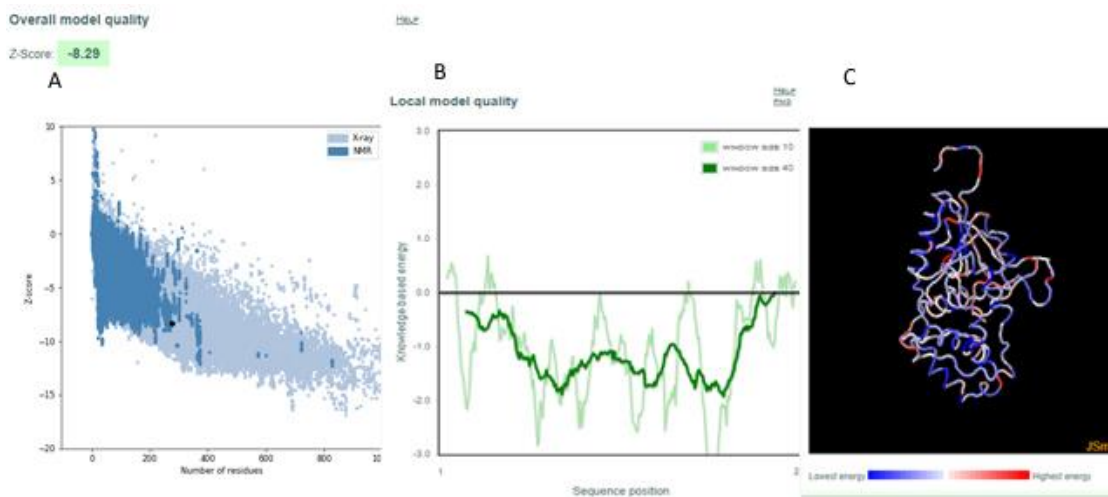 Overall model quality
Help
Z-Score: -8.29
A
B
C
Local model quality
X-ray
NMR
10
5
0
-5
-10
-15
-20
Z-score
0
200
400
600
800
Number of residues
window size 10
window size 40
3.0
2.0
1.0
0.0
-1.0
-2.0
-3.0
Knowledge based energy
1
2
Sequence position
JSm
Lowest energy
Highest energy